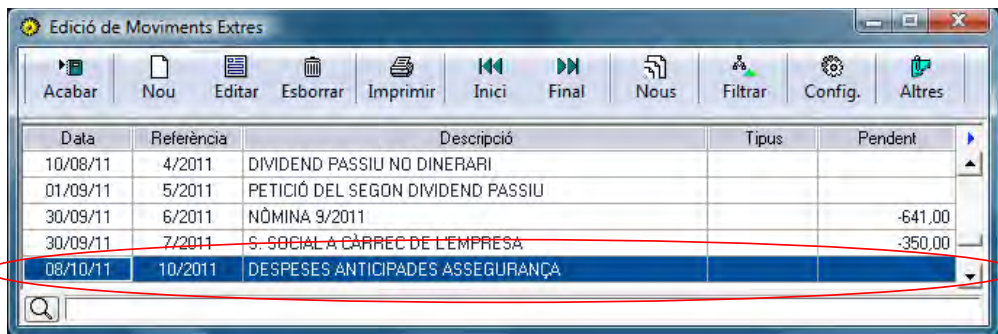 Edició de Moviments Extres
Acabar Nou Editar Esborrar Imprimir Inici Final Nous Filtrar Config. Altres
Data Referència Descripció Tipus Pendent
10/08/11 4/2011 DIVIDEND PASSIU NO DINERARI
01/09/11 5/2011 PETICIÓ DEL SEGON DIVIDEND PASSIU
30/09/11 6/2011 NÒMINA 9/2011 -641,00
30/09/11 7/2011 S. SOCIAL A CÀRREC DE L'EMPRESA -350,00
08/10/11 10/2011 DESPESES ANTICIPADES ASSEGURANÇA